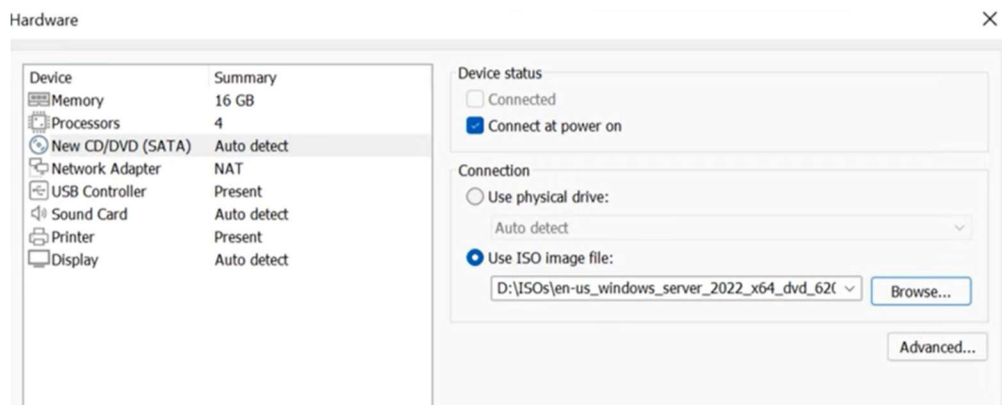 Hardware
Device Summary
Memory 16 GB
Processors 4
New CD/DVD (SATA) Auto detect
Network Adapter NAT
USB Controller Present
Sound Card Auto detect
Printer Present
Display Auto detect
Device status
Connected
Connect at power on
Connection
Use physical drive:
Auto detect
Use ISO image file:
D:\ISOs\en-us_windows_server_2022_x64_dvd_620 Browse...
Advanced...